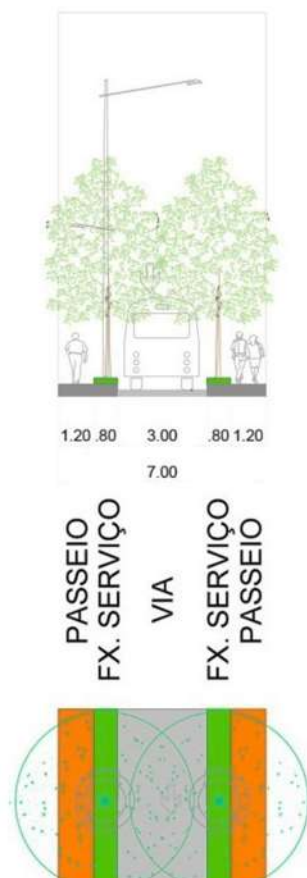 1.20 .80 3.00 .80 1.20
7.00
PASSEIO
FX. SERVIÇO
VIA
FX. SERVIÇO
PASSEIO